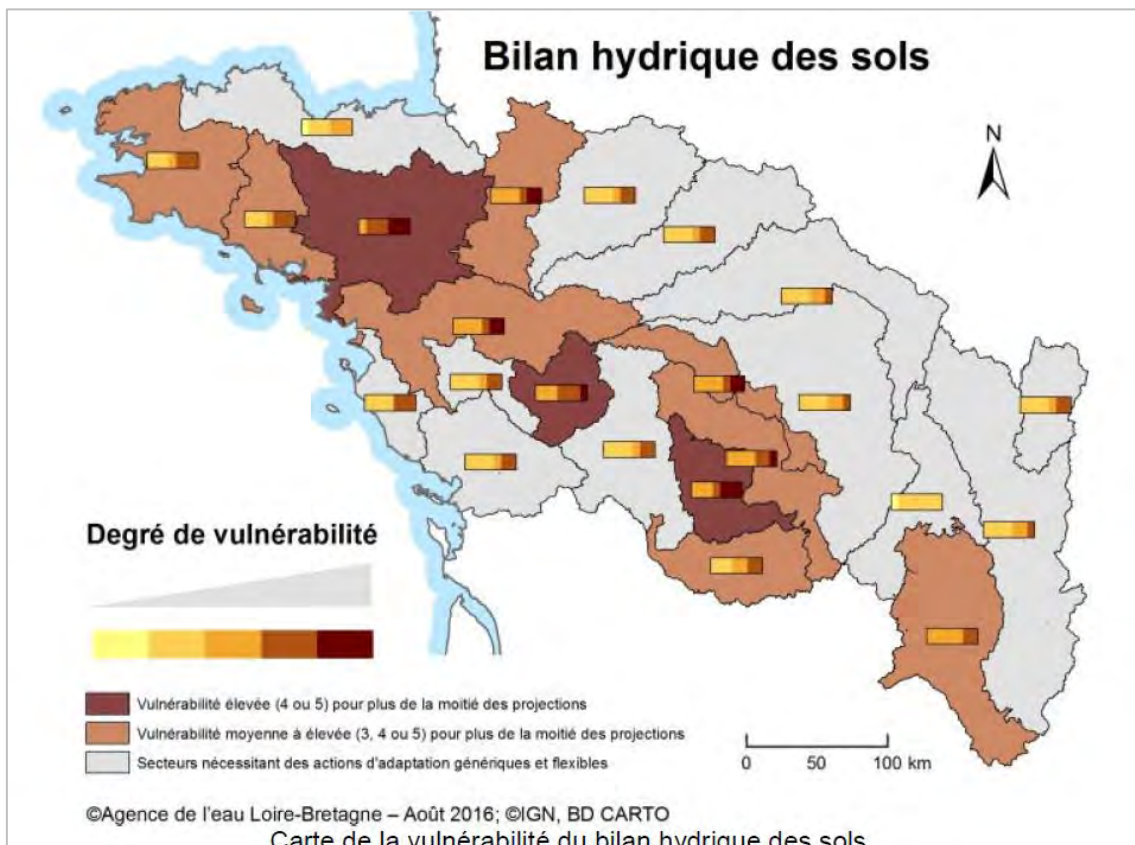 Bilan hydrique des sols
N
Degré de vulnérabilité
Vulnérabilité élevée (4 ou 5) pour plus de la moitié des projections
Vulnérabilité moyenne à élevée (3, 4 ou 5) pour plus de la moitié des projections
Secteurs nécessitant des actions d'adaptation génériques et flexibles
0 50 100 km
©Agence de l'eau Loire-Bretagne – Août 2016; ©IGN, BD CARTO
Carte de la vulnérabilité du bilan hydrique des sols